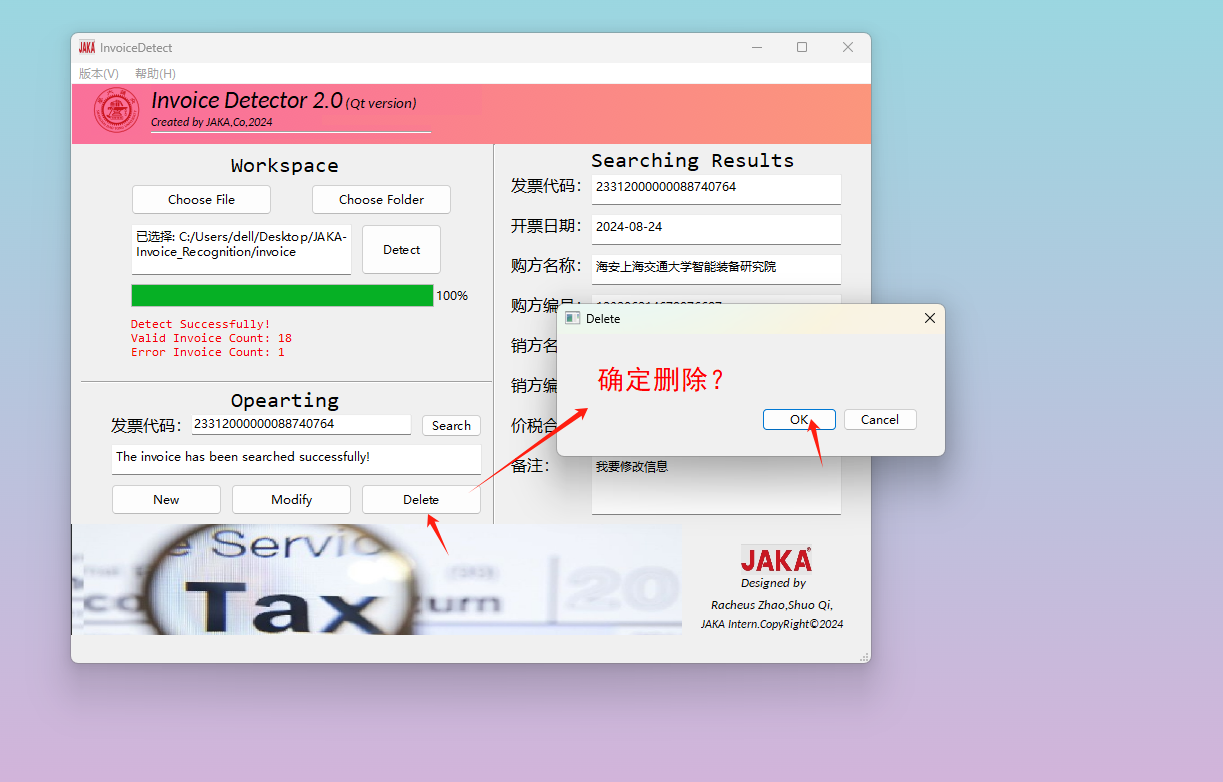 JAKA InvoiceDetect
版本(V) 帮助(H)
Invoice Detector 2.0 (Qt version)
Created by JAKA,Co,2024
Workspace
Choose File
Choose Folder
已选择: C:/Users/dell/Desktop/JAKA-
Invoice_Recognition/invoice
Detect
100%
Detect Successfully!
Valid Invoice Count: 18
Error Invoice Count: 1
Opearting
发票代码: 23312000000088740764
Search
The invoice has been searched successfully!
New
Modify
Delete
Searching Results
发票代码: 23312000000088740764
开票日期: 2024-08-24
购方名称: 海安上海交通大学智能装备研究院
购方编号:
销方名
销方编
价税合
备注: 我要修改信息
Delete
确定删除?
OK
Cancel
e Servic
Tax
20
JAKA
Designed by
Racheus Zhao,Shuo Qi,
JAKA Intern.CopyRight©2024